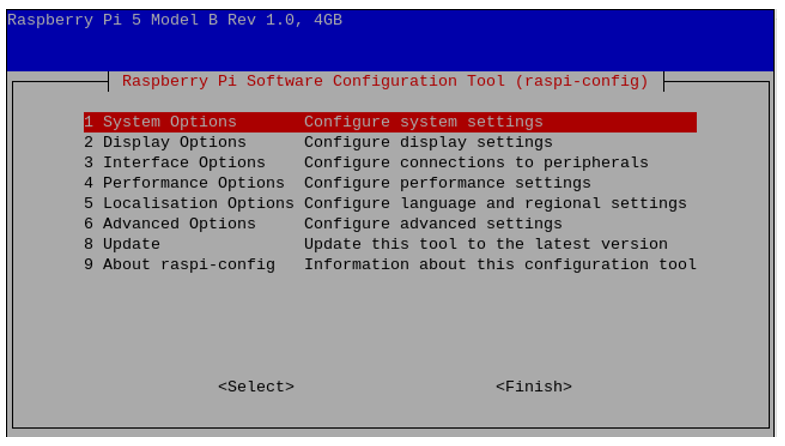 Raspberry Pi 5 Model B Rev 1.0, 4GB
Raspberry Pi Software Configuration Tool (raspi-config)
1 System Options Configure system settings
2 Display Options Configure display settings
3 Interface Options Configure connections to peripherals
4 Performance Options Configure performance settings
5 Localisation Options Configure language and regional settings
6 Advanced Options Configure advanced settings
8 Update Update this tool to the latest version
9 About raspi-config Information about this configuration tool
<Select> <Finish>